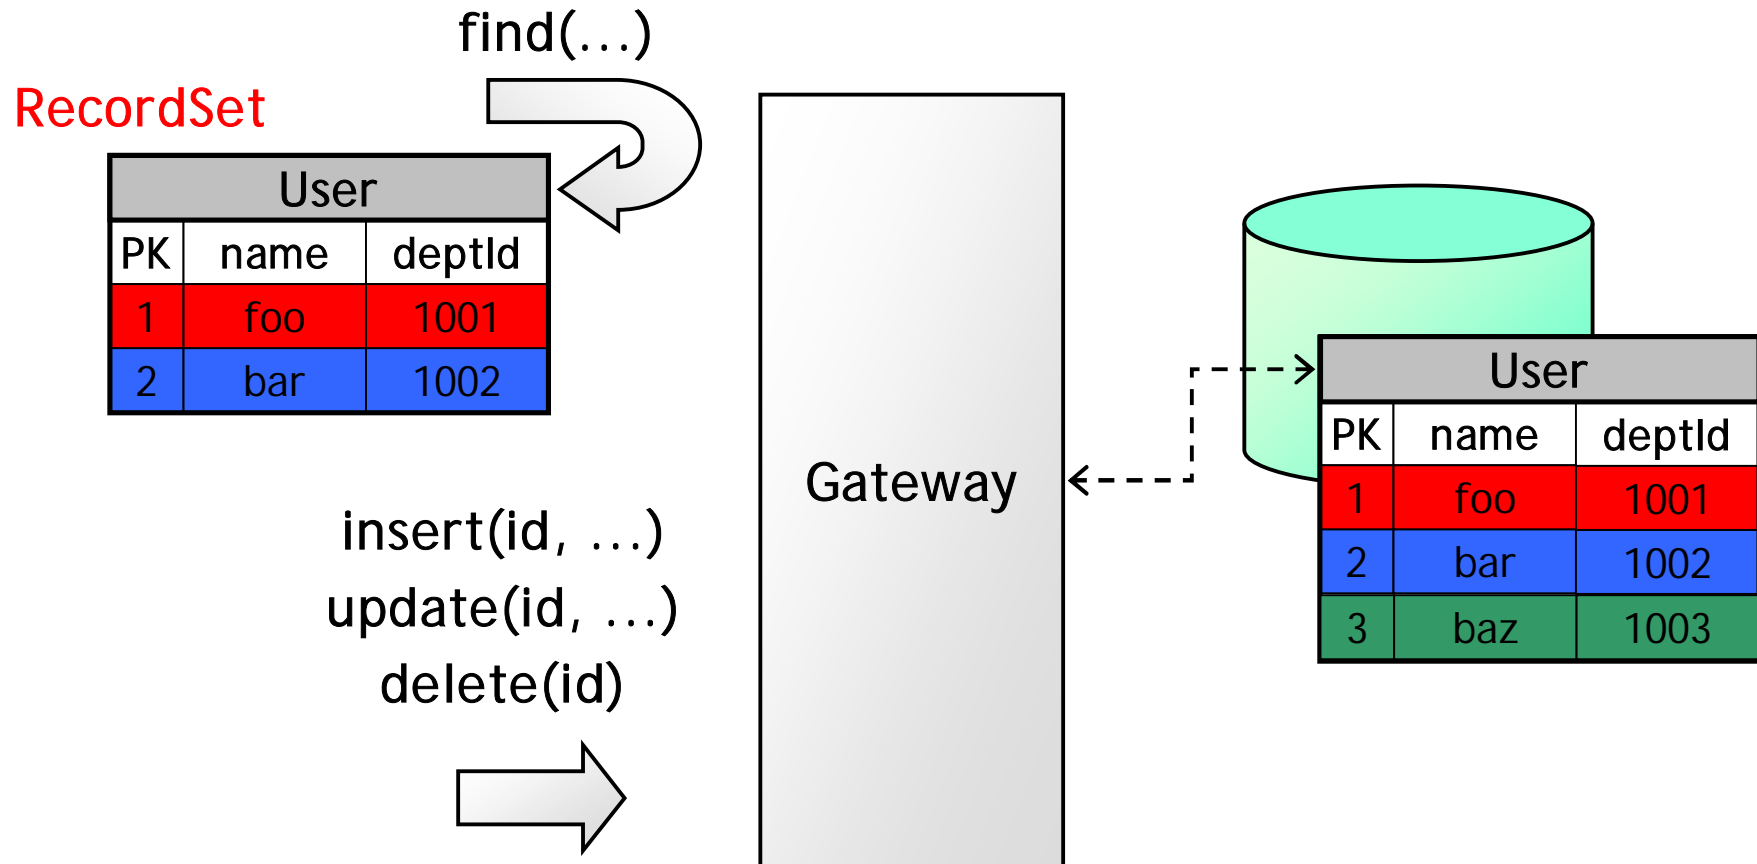 find(...)
RecordSet
User
PK name deptId
1 foo 1001
2 bar 1002
insert(id, ...)
update(id, ...)
delete(id)
Gateway
User
PK name deptId
1 foo 1001
2 bar 1002
3 baz 1003